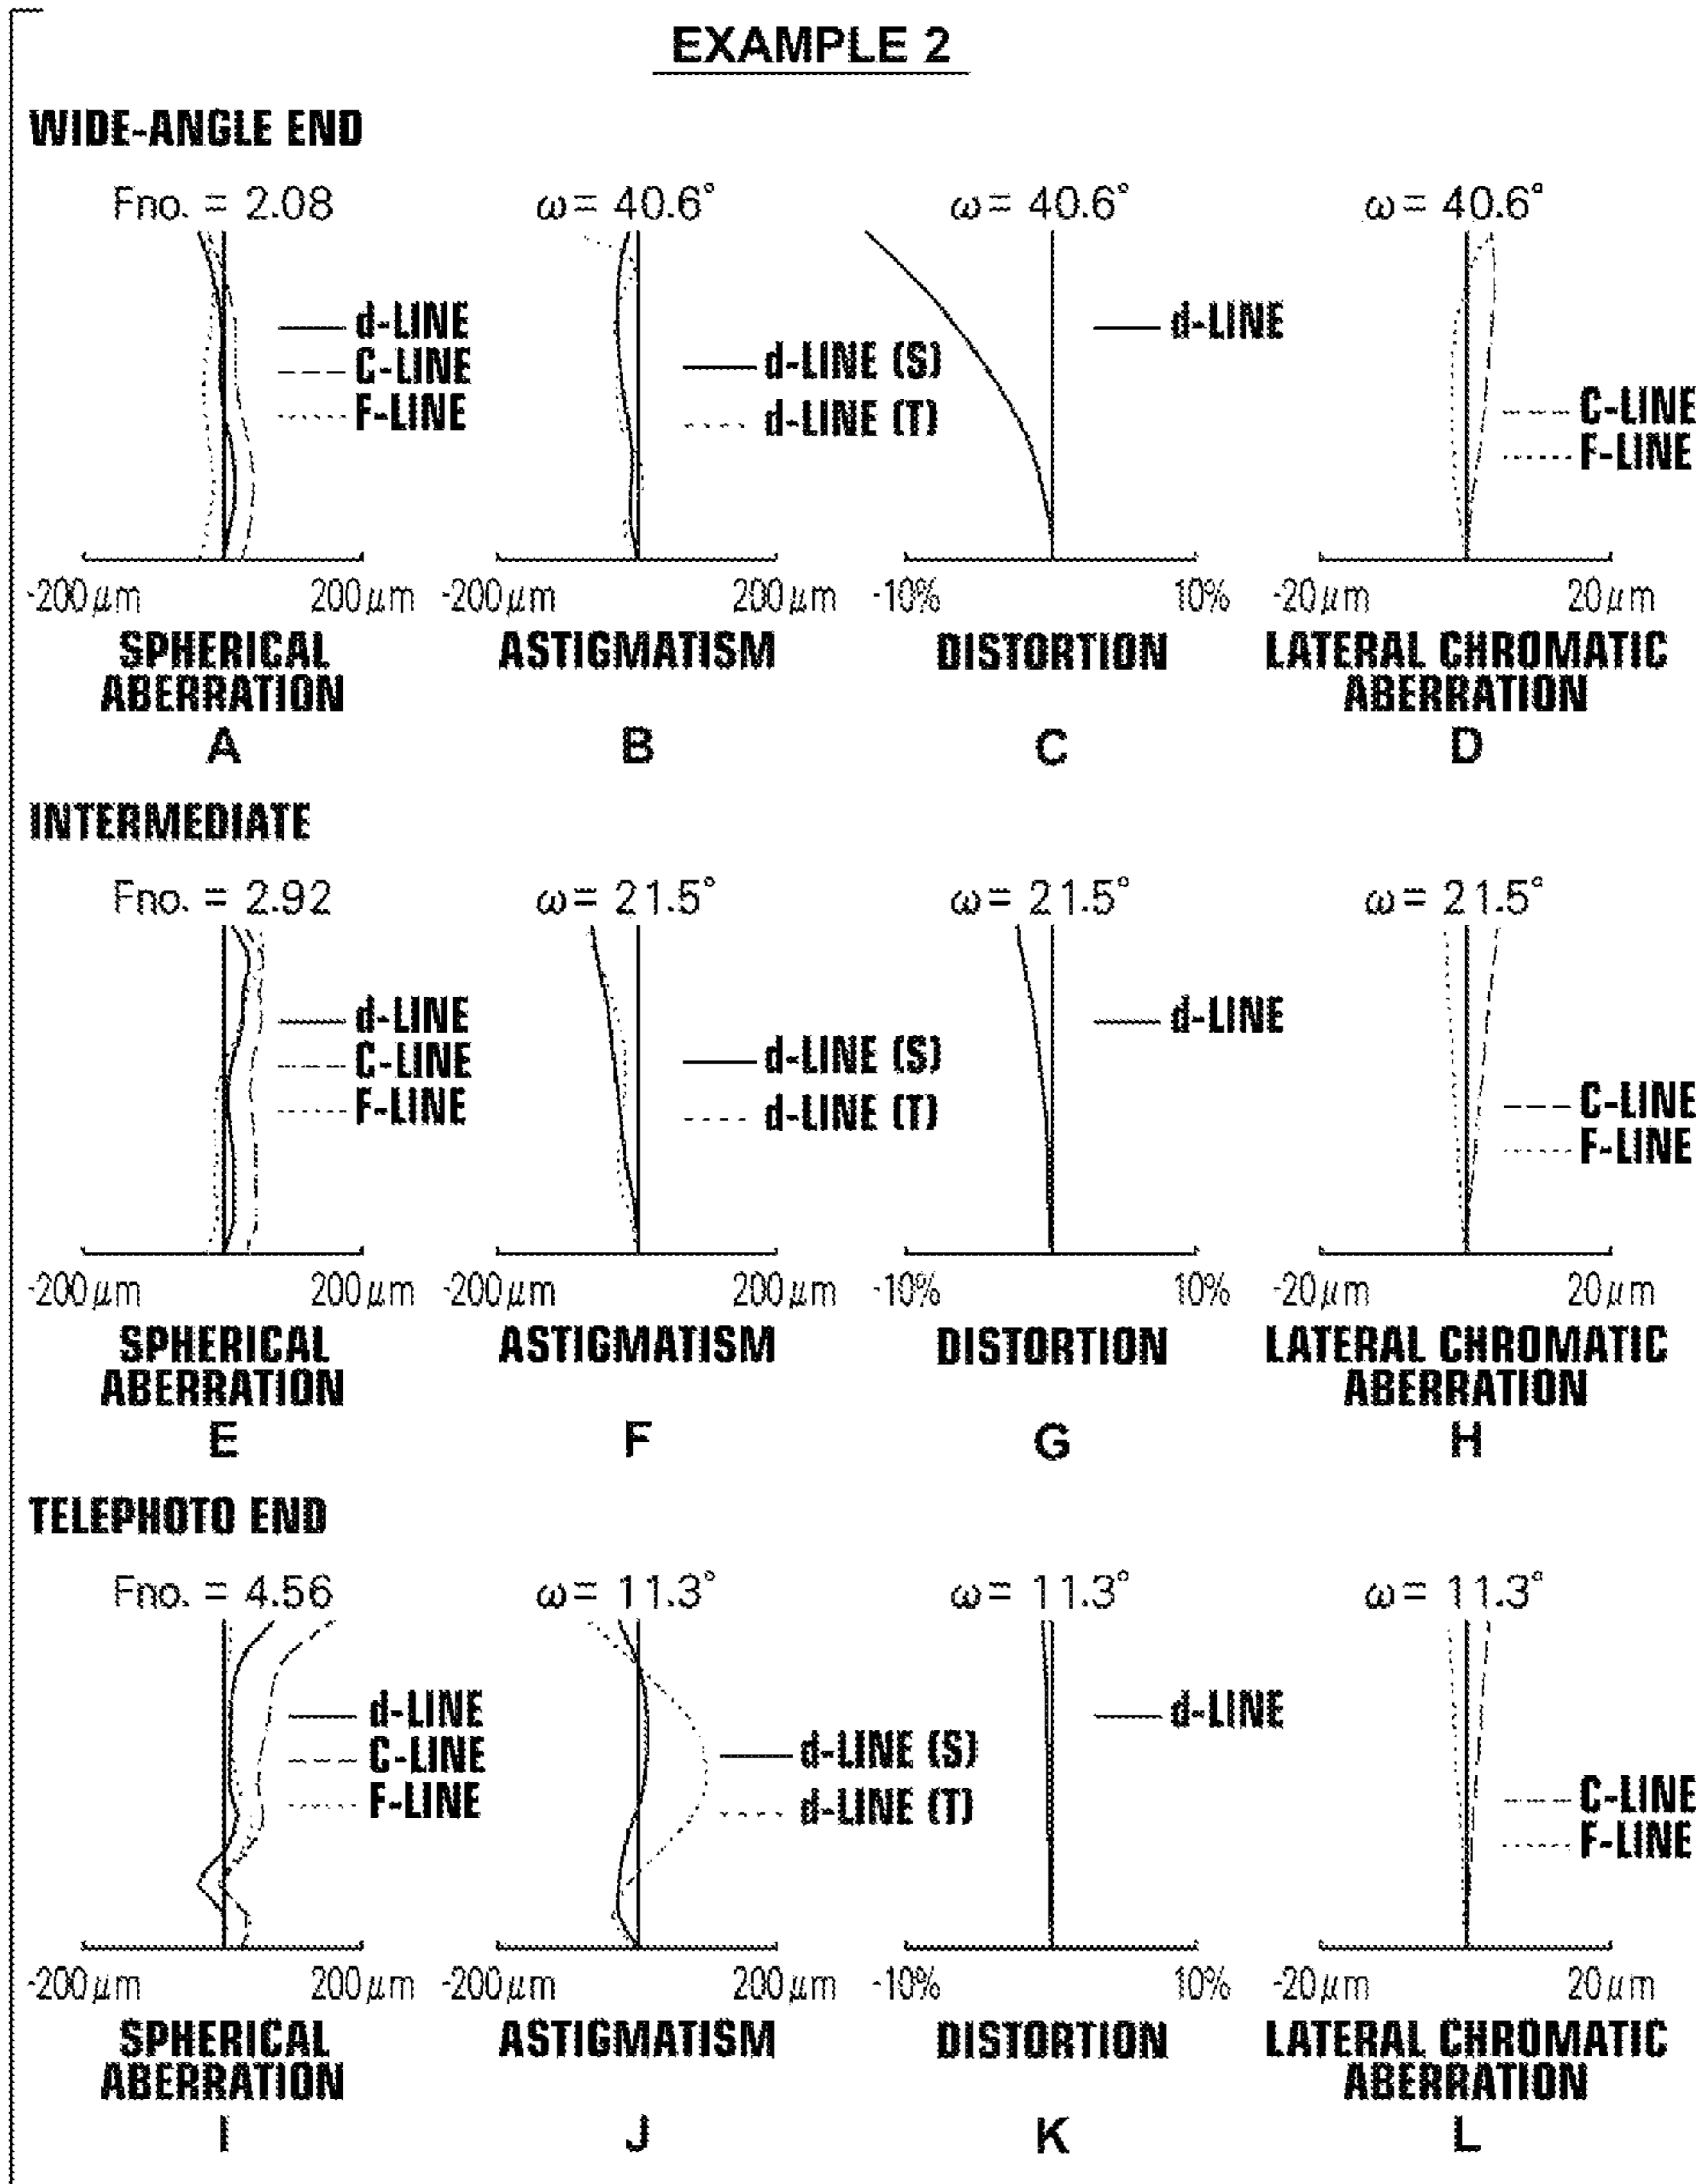 EXAMPLE 2
WIDE-ANGLE END
Fno. = 2.08
ω = 40.6°
ω = 40.6°
ω = 40.6°
d-LINE
C-LINE
F-LINE
d-LINE (S)
d-LINE (T)
d-LINE
C-LINE
F-LINE
-200μm 200μm
-200μm 200μm
-10% 10%
-20μm 20μm
SPHERICAL
ABERRATION
ASTIGMATISM
DISTORTION
LATERAL CHROMATIC
ABERRATION
A
B
C
D
INTERMEDIATE
Fno. = 2.92
ω = 21.5°
ω = 21.5°
ω = 21.5°
d-LINE
C-LINE
F-LINE
d-LINE (S)
d-LINE (T)
d-LINE
C-LINE
F-LINE
-200μm 200μm
-200μm 200μm
-10% 10%
-20μm 20μm
SPHERICAL
ABERRATION
ASTIGMATISM
DISTORTION
LATERAL CHROMATIC
ABERRATION
E
F
G
H
TELEPHOTO END
Fno. = 4.56
ω = 11.3°
ω = 11.3°
ω = 11.3°
d-LINE
C-LINE
F-LINE
d-LINE (S)
d-LINE (T)
d-LINE
C-LINE
F-LINE
-200μm 200μm
-200μm 200μm
-10% 10%
-20μm 20μm
SPHERICAL
ABERRATION
ASTIGMATISM
DISTORTION
LATERAL CHROMATIC
ABERRATION
I
J
K
L